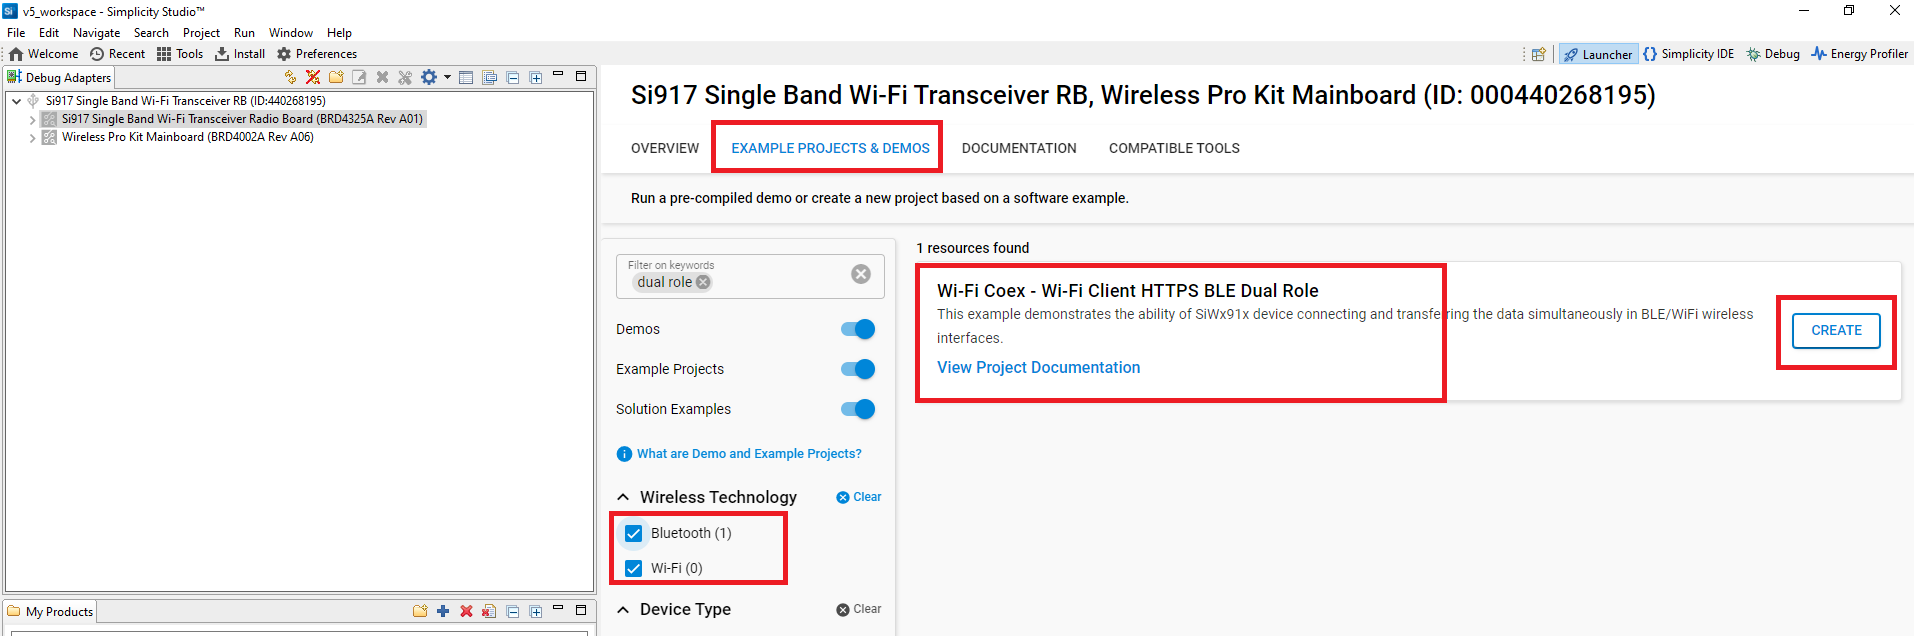 v5_workspace - Simplicity Studio™
File Edit Navigate Search Project Run Window Help
Welcome Recent Tools Install Preferences
Launcher Simplicity IDE Debug Energy Profiler
Debug Adapters
Si917 Single Band Wi-Fi Transceiver RB (ID:440268195)
Si917 Single Band Wi-Fi Transceiver Radio Board (BRD4325A Rev A01)
Wireless Pro Kit Mainboard (BRD4002A Rev A06)
My Products
Si917 Single Band Wi-Fi Transceiver RB, Wireless Pro Kit Mainboard (ID: 000440268195)
OVERVIEW EXAMPLE PROJECTS & DEMOS DOCUMENTATION COMPATIBLE TOOLS
Run a pre-compiled demo or create a new project based on a software example.
Filter on keywords
dual role
Demos
Example Projects
Solution Examples
What are Demo and Example Projects?
Wireless Technology Clear
Bluetooth (1)
Wi-Fi (0)
Device Type Clear
1 resources found
Wi-Fi Coex - Wi-Fi Client HTTPS BLE Dual Role
This example demonstrates the ability of SiWx91x device connecting and transferring the data simultaneously in BLE/WiFi wireless
interfaces.
View Project Documentation
CREATE